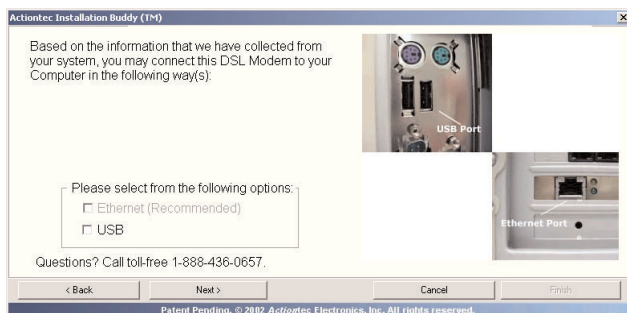 Actiontec Installation Buddy (TM)
Based on the information that we have collected from
your system, you may connect this DSL Modem to your
Computer in the following way(s):
USB Port
Ethernet Port
Please select from the following options:
Ethernet (Recommended)
USB
Questions? Call toll-free 1-888-436-0657.
< Back
Next >
Cancel
Finish
Patent Pending. © 2002 Actiontec Electronics, Inc. All rights reserved.